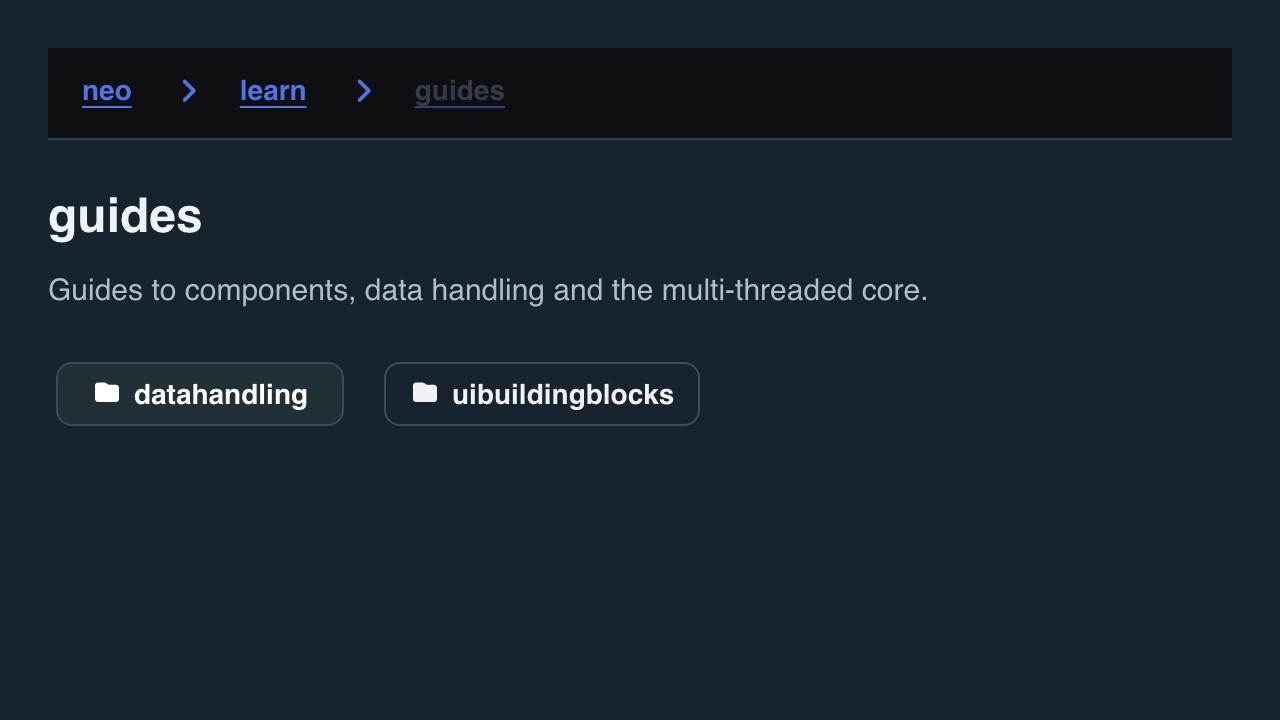 neo learn guides
guides
Guides to components, data handling and the multi-threaded core.
datahandling uibuildingblocks